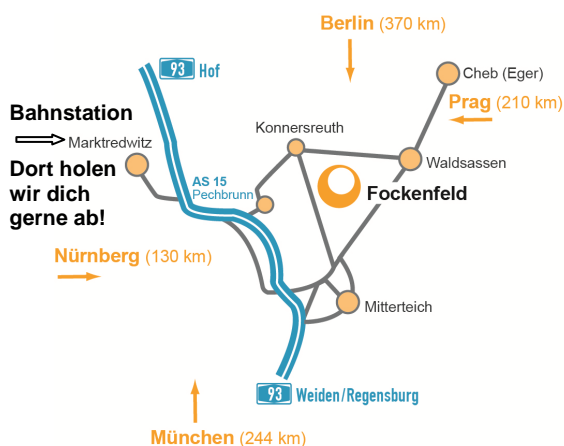 Berlin (370 km)
93 Hof
Cheb (Eger)
Prag (210 km)
Bahnstation
Konnersreuth
Marktredwitz
Waldsassen
Dort holen
wir dich
gerne ab!
AS 15
Pechbrunn
Fockenfeld
Nürnberg (130 km)
Mitterteich
93 Weiden/Regensburg
München (244 km)